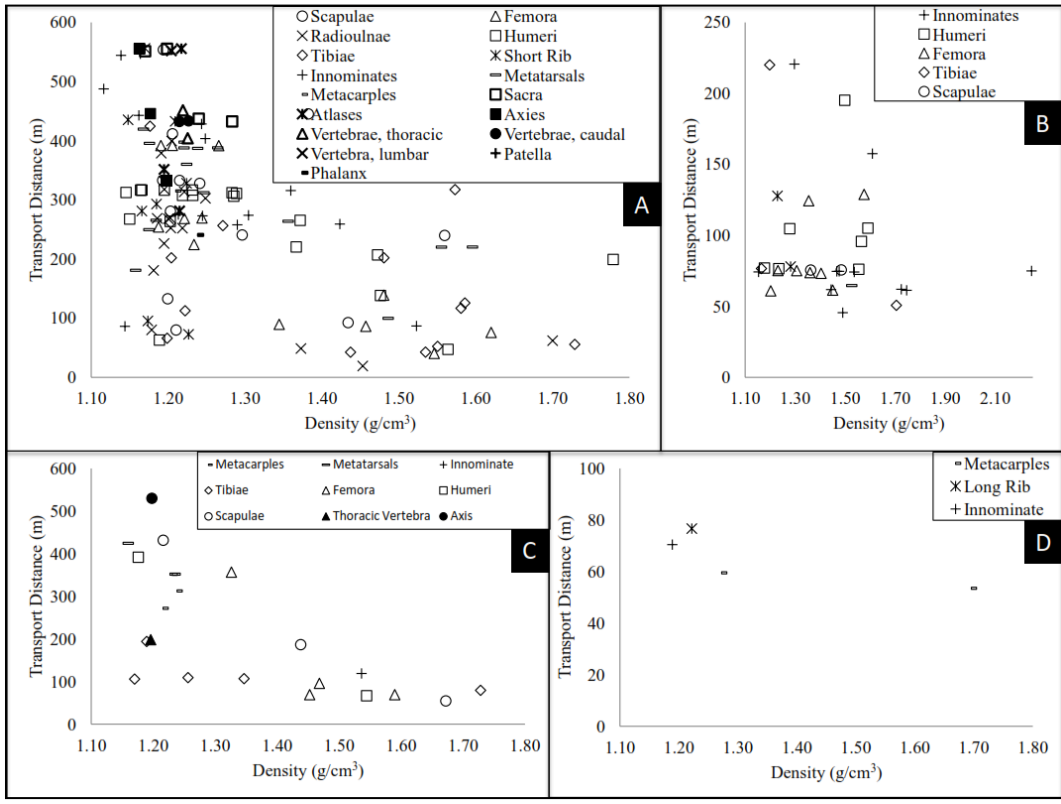 600
500
400
300
200
100
0
Transport Distance (m)
1.10 1.20 1.30 1.40 1.50 1.60 1.70 1.80
Density (g/cm³)
Scapulae Femora
Radioulnae Humeri
Tibiae Short Rib
Innominates Metatarsals
Metacarples Sacra
Atlases Axies
Vertebrae, thoracic Vertebrae, caudal
Vertebra, lumbar Patella
Phalanx
A
250
200
150
100
50
0
Transport Distance (m)
1.10 1.30 1.50 1.70 1.90 2.10
Density (g/cm³)
Innominates
Humeri
Femora
Tibiae
Scapulae
B
600
500
400
300
200
100
0
Transport Distance (m)
1.10 1.20 1.30 1.40 1.50 1.60 1.70 1.80
Density (g/cm³)
Metacarples Metatarsals Innominate
Tibiae Femora Humeri
Scapulae Thoracic Vertebra Axis
C
100
80
60
40
20
0
Transport Distance (m)
1.10 1.20 1.30 1.40 1.50 1.60 1.70 1.80
Density (g/cm³)
Metacarples
Long Rib
Innominate
D